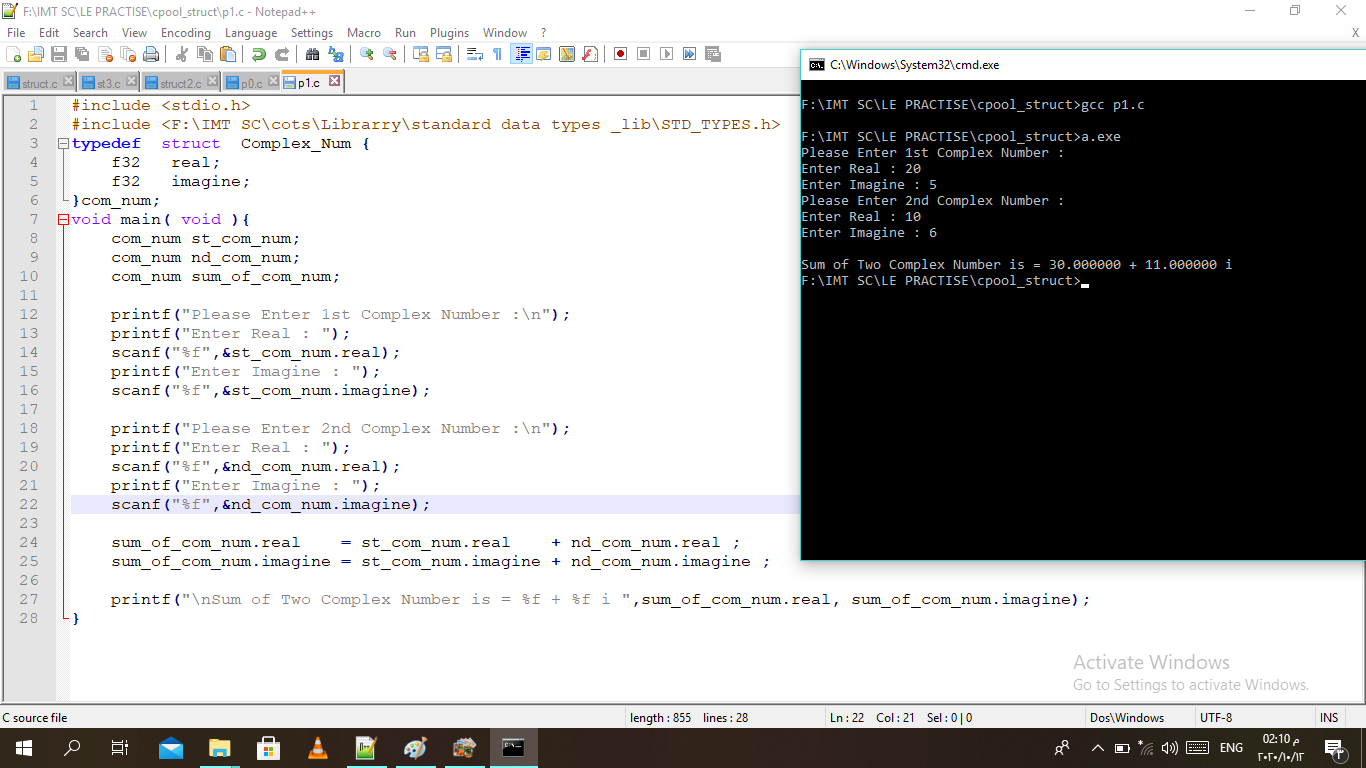 F:\IMT SC\LE PRACTISE\cpool_struct\p1.c - Notepad++
File Edit Search View Encoding Language Settings Macro Run Plugins Window ? X
struct.c st3.c struct2.c p0.c p1.c
1 #include <stdio.h>
2 #include <F:\IMT SC\cots\Librarry\standard data types _lib\STD_TYPES.h>
3 typedef struct Complex_Num {
4 f32 real;
5 f32 imagine;
6 }com_num;
7 void main( void ){
8 com_num st_com_num;
9 com_num nd_com_num;
10 com_num sum_of_com_num;
11
12 printf("Please Enter 1st Complex Number :\n");
13 printf("Enter Real : ");
14 scanf("%f",&st_com_num.real);
15 printf("Enter Imagine : ");
16 scanf("%f",&st_com_num.imagine);
17
18 printf("Please Enter 2nd Complex Number :\n");
19 printf("Enter Real : ");
20 scanf("%f",&nd_com_num.real);
21 printf("Enter Imagine : ");
22 scanf("%f",&nd_com_num.imagine);
23
24 sum_of_com_num.real = st_com_num.real + nd_com_num.real ;
25 sum_of_com_num.imagine = st_com_num.imagine + nd_com_num.imagine ;
26
27 printf("\nSum of Two Complex Number is = %f + %f i ",sum_of_com_num.real, sum_of_com_num.imagine);
28 }
C:\Windows\System32\cmd.exe
F:\IMT SC\LE PRACTISE\cpool_struct>gcc p1.c
F:\IMT SC\LE PRACTISE\cpool_struct>a.exe
Please Enter 1st Complex Number :
Enter Real : 20
Enter Imagine : 5
Please Enter 2nd Complex Number :
Enter Real : 10
Enter Imagine : 6
Sum of Two Complex Number is = 30.000000 + 11.000000 i
F:\IMT SC\LE PRACTISE\cpool_struct>
Activate Windows
Go to Settings to activate Windows.
C source file length : 855 lines : 28 Ln : 22 Col : 21 Sel : 0 | 0 Dos\Windows UTF-8 INS
ENG 02:10 م
٢٠٢٠/١٠/١٢
٣